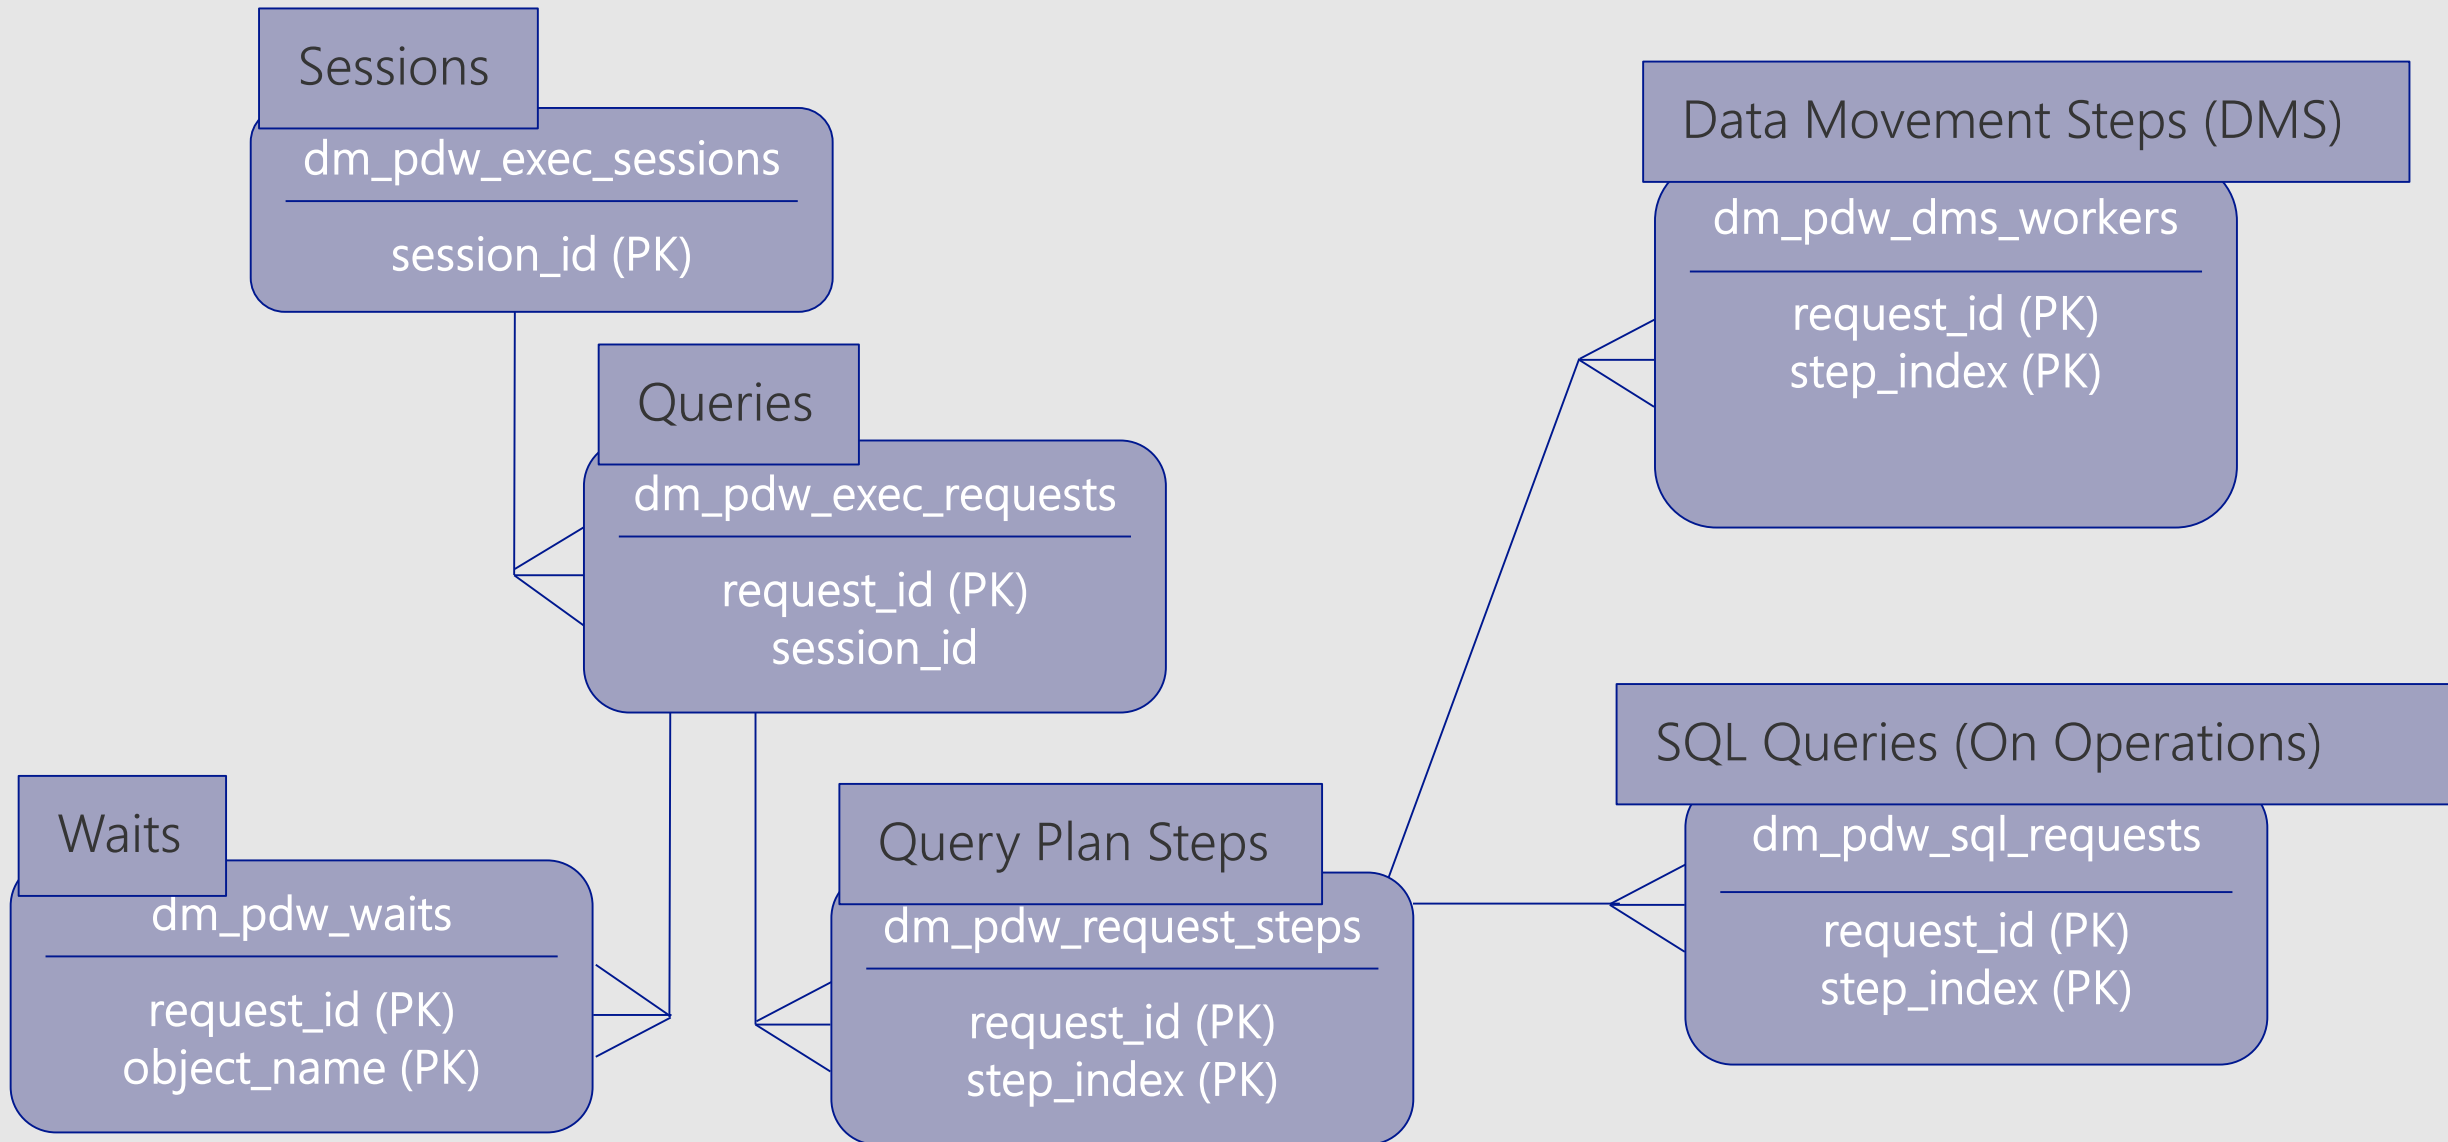 Sessions
dm_pdw_exec_sessions
session_id (PK)
Queries
dm_pdw_exec_requests
request_id (PK)
session_id
Waits
dm_pdw_waits
request_id (PK)
object_name (PK)
Query Plan Steps
dm_pdw_request_steps
request_id (PK)
step_index (PK)
Data Movement Steps (DMS)
dm_pdw_dms_workers
request_id (PK)
step_index (PK)
SQL Queries (On Operations)
dm_pdw_sql_requests
request_id (PK)
step_index (PK)